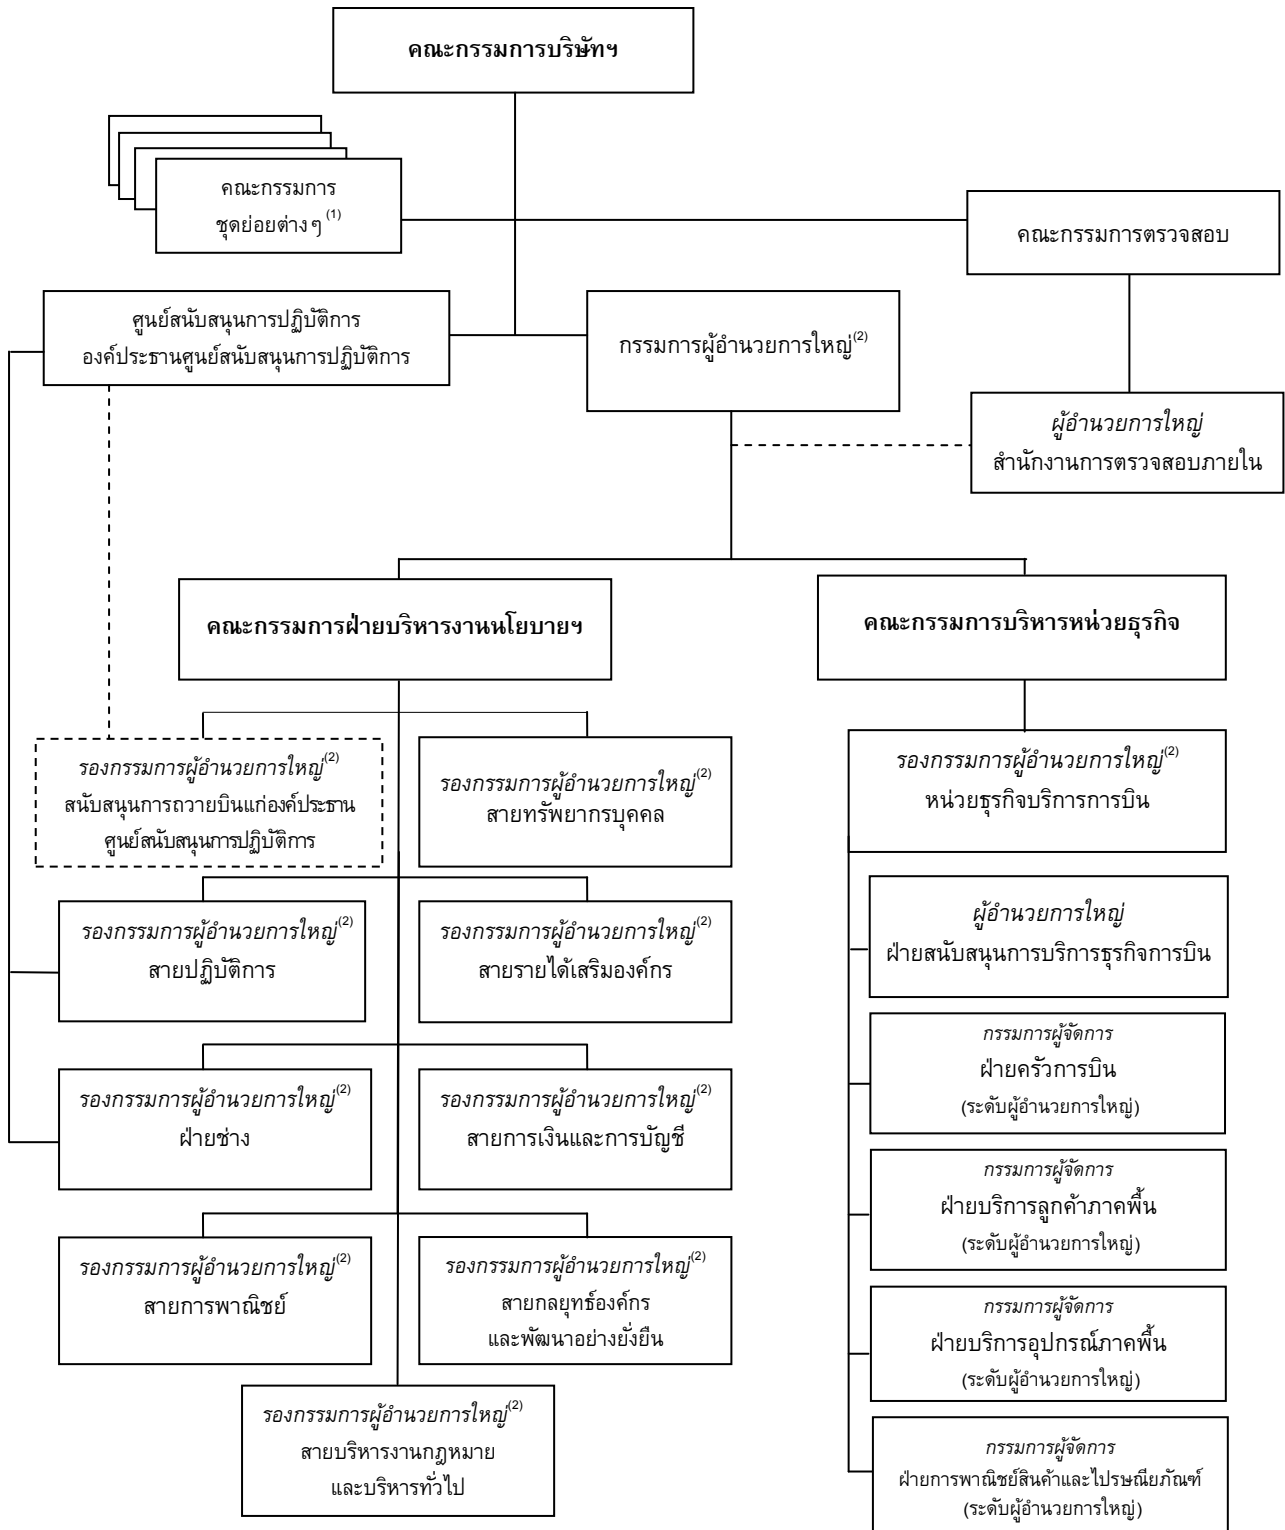 คณะกรรมการบริษัทฯ
คณะกรรมการ
ชุดย่อยต่างๆ(1)
คณะกรรมการตรวจสอบ
ศูนย์สนับสนุนการปฏิบัติการ
องค์ประธานศูนย์สนับสนุนการปฏิบัติการ
กรรมการผู้อำนวยการใหญ่(2)
ผู้อำนวยการใหญ่
สำนักงานการตรวจสอบภายใน
คณะกรรมการฝ่ายบริหารงานนโยบายฯ
คณะกรรมการบริหารหน่วยธุรกิจ
รองกรรมการผู้อำนวยการใหญ่(2)
สนับสนุนการถวายบินแก่องค์ประธาน
ศูนย์สนับสนุนการปฏิบัติการ
รองกรรมการผู้อำนวยการใหญ่(2)
สายทรัพยากรบุคคล
รองกรรมการผู้อำนวยการใหญ่(2)
หน่วยธุรกิจบริการการบิน
รองกรรมการผู้อำนวยการใหญ่(2)
สายปฏิบัติการ
รองกรรมการผู้อำนวยการใหญ่(2)
สายรายได้เสริมองค์กร
ผู้อำนวยการใหญ่
ฝ่ายสนับสนุนการบริการธุรกิจการบิน
กรรมการผู้จัดการ
ฝ่ายครัวการบิน
(ระดับผู้อำนวยการใหญ่)
รองกรรมการผู้อำนวยการใหญ่(2)
ฝ่ายช่าง
รองกรรมการผู้อำนวยการใหญ่(2)
สายการเงินและการบัญชี
กรรมการผู้จัดการ
ฝ่ายบริการลูกค้าภาคพื้น
(ระดับผู้อำนวยการใหญ่)
รองกรรมการผู้อำนวยการใหญ่(2)
สายการพาณิชย์
รองกรรมการผู้อำนวยการใหญ่(2)
สายกลยุทธ์องค์กร
และพัฒนาอย่างยั่งยืน
กรรมการผู้จัดการ
ฝ่ายบริการอุปกรณ์ภาคพื้น
(ระดับผู้อำนวยการใหญ่)
รองกรรมการผู้อำนวยการใหญ่(2)
สายบริหารงานกฎหมาย
และบริหารทั่วไป
กรรมการผู้จัดการ
ฝ่ายการพาณิชย์สินค้าและไปรษณียภัณฑ์
(ระดับผู้อำนวยการใหญ่)